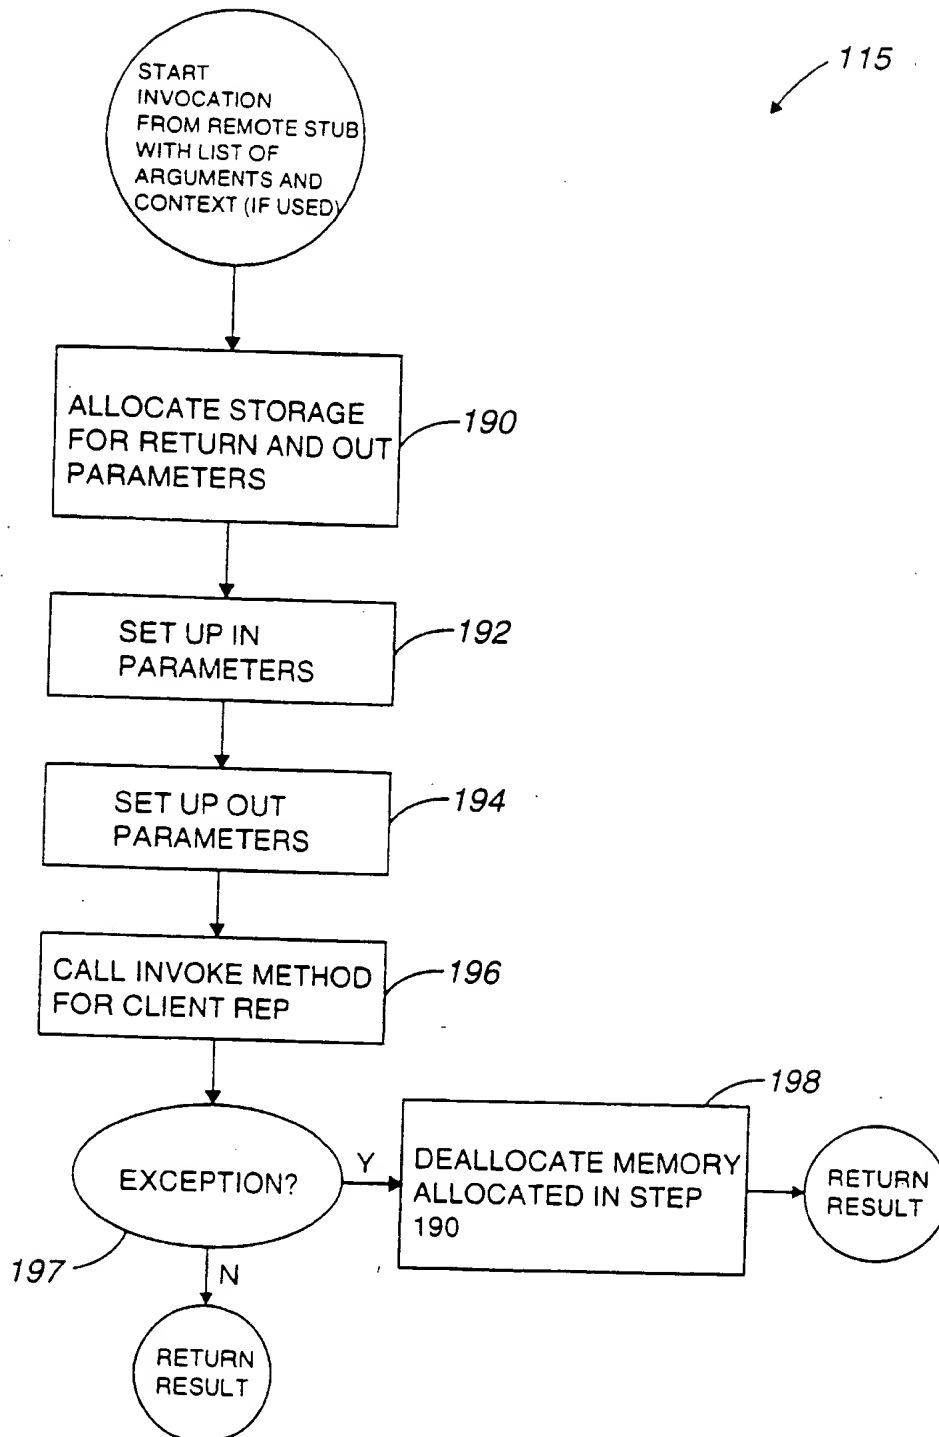 115
START
INVOCATION
FROM REMOTE STUB
WITH LIST OF
ARGUMENTS AND
CONTEXT (IF USED)
ALLOCATE STORAGE
FOR RETURN AND OUT
PARAMETERS
190
SET UP IN
PARAMETERS
192
SET UP OUT
PARAMETERS
194
CALL INVOKE METHOD
FOR CLIENT REP
196
EXCEPTION?
197
Y
N
198
DEALLOCATE MEMORY
ALLOCATED IN STEP
190
RETURN
RESULT
RETURN
RESULT